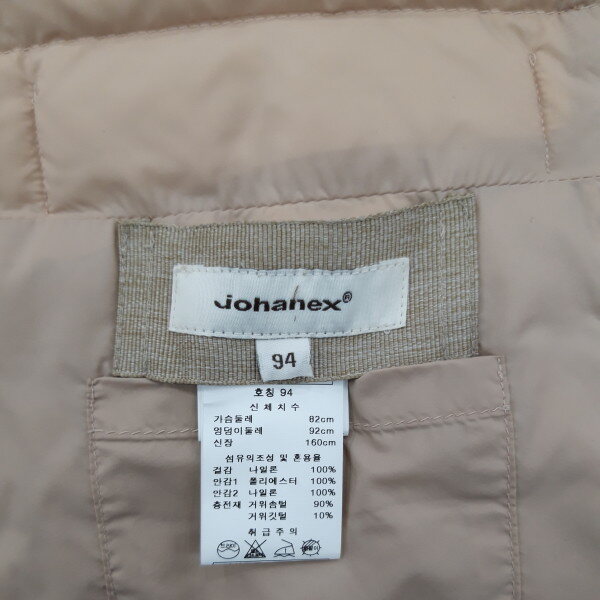 Johanex®
94
호칭 94
신체치수
가슴둘레 82cm
엉덩이둘레 92cm
신장 160cm
섬유의조성 및 혼용율
겉감 나일론 100%
안감1 폴리에스터 100%
안감2 나일론 100%
충전재 거위솜털 90%
거위깃털 10%
취급주의